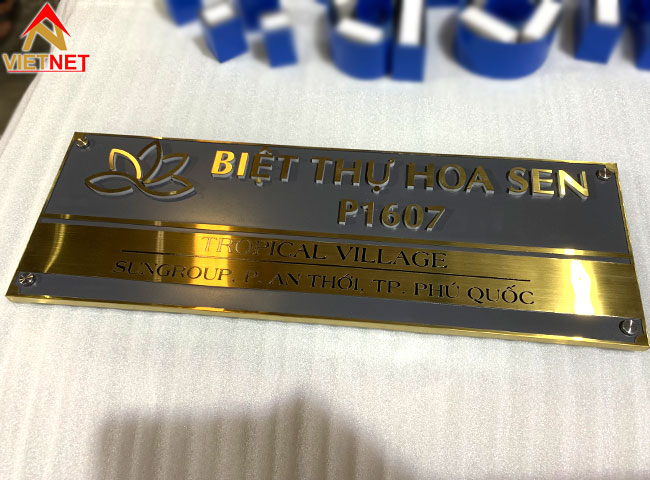 VIETNET
BIỆT THỰ HOA SEN
P1607
TROPICAL VILLAGE
SUNGROUP, P. AN THỚI, TP. PHÚ QUỐC